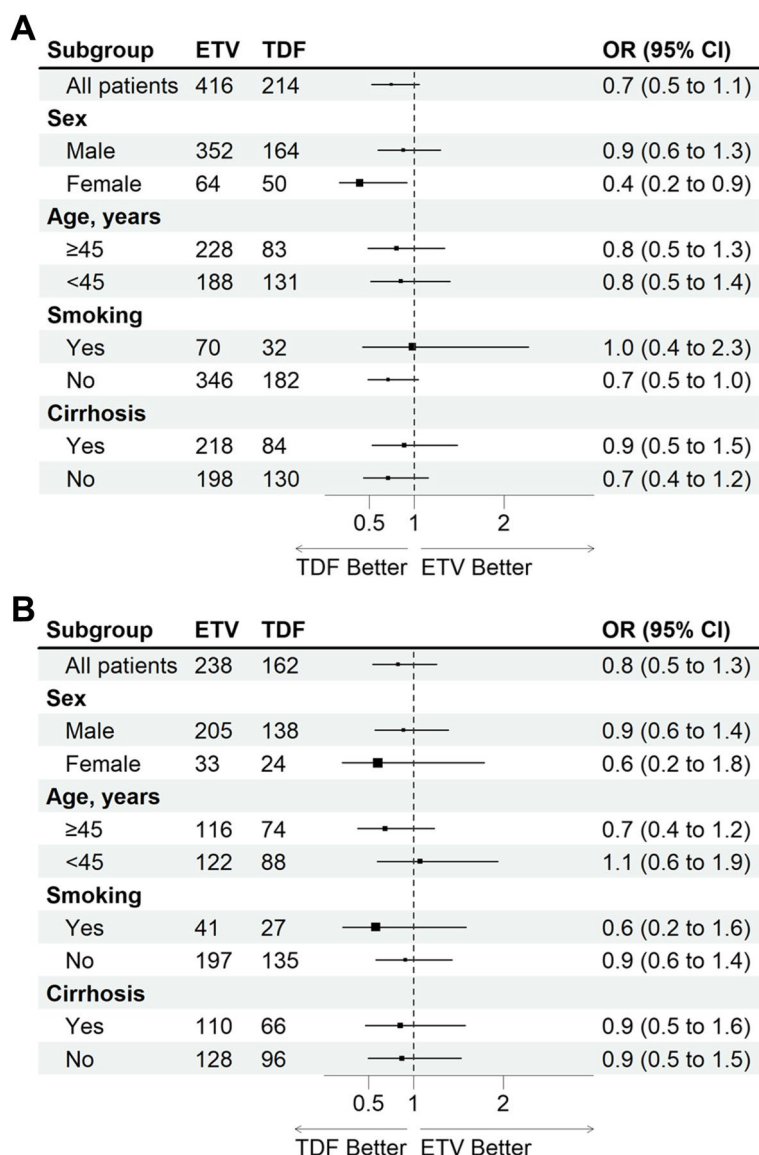 A
Subgroup ETV TDF OR (95% CI)
All patients 416 214 0.7 (0.5 to 1.1)
Sex
Male 352 164 0.9 (0.6 to 1.3)
Female 64 50 0.4 (0.2 to 0.9)
Age, years
≥45 228 83 0.8 (0.5 to 1.3)
<45 188 131 0.8 (0.5 to 1.4)
Smoking
Yes 70 32 1.0 (0.4 to 2.3)
No 346 182 0.7 (0.5 to 1.0)
Cirrhosis
Yes 218 84 0.9 (0.5 to 1.5)
No 198 130 0.7 (0.4 to 1.2)
0.5 1 2
TDF Better ETV Better
B
Subgroup ETV TDF OR (95% CI)
All patients 238 162 0.8 (0.5 to 1.3)
Sex
Male 205 138 0.9 (0.6 to 1.4)
Female 33 24 0.6 (0.2 to 1.8)
Age, years
≥45 116 74 0.7 (0.4 to 1.2)
<45 122 88 1.1 (0.6 to 1.9)
Smoking
Yes 41 27 0.6 (0.2 to 1.6)
No 197 135 0.9 (0.6 to 1.4)
Cirrhosis
Yes 110 66 0.9 (0.5 to 1.6)
No 128 96 0.9 (0.5 to 1.5)
0.5 1 2
TDF Better ETV Better